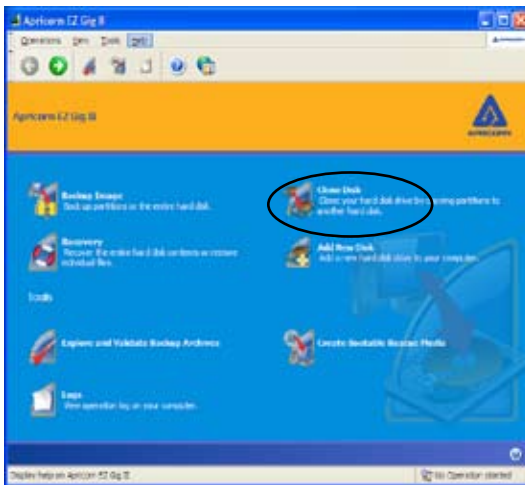 Apricorn EZ Gig II
Operations View Tools Help
Apricorn EZ Gig II
APRICORN
Backup Image
Back up partitions or the entire hard disk.
Clone Disk
Clone your hard disk drive by copying partitions to
another hard disk.
Recovery
Recover the entire hard disk contents or restore
individual files.
Add New Disk
Add a new hard disk drive to your computer.
Tools
Explore and Validate Backup Archives
Create Bootable Rescue Media
Logs
View operation log on your computer.
Display help on Apricorn EZ Gig II.
No Operation started